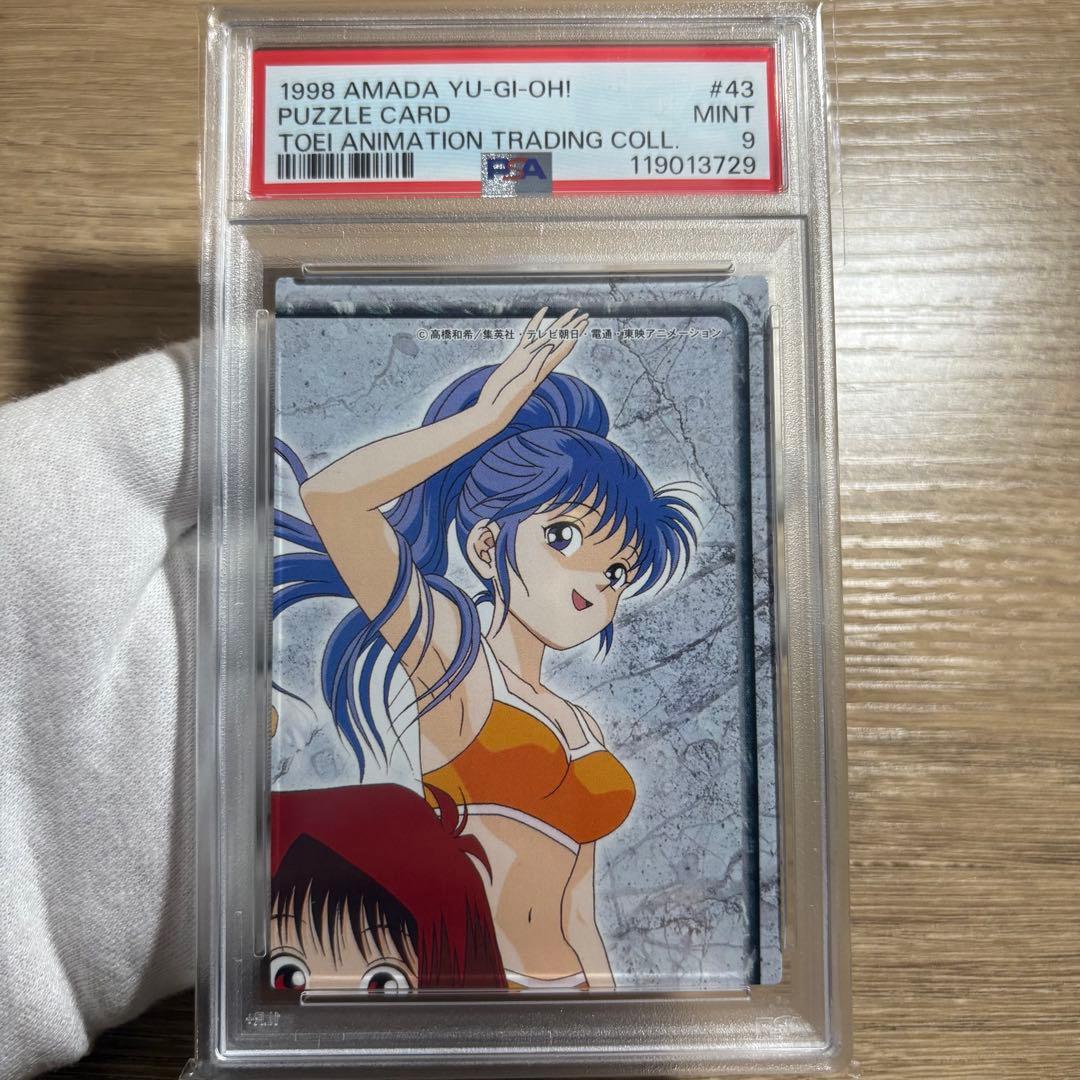 1998 AMADA YU-GI-OH! #43
PUZZLE CARD MINT
TOEI ANIMATION TRADING COLL. 9
PSA 119013729
©高橋和希／集英社・テレビ朝日・電通・東映アニメーション